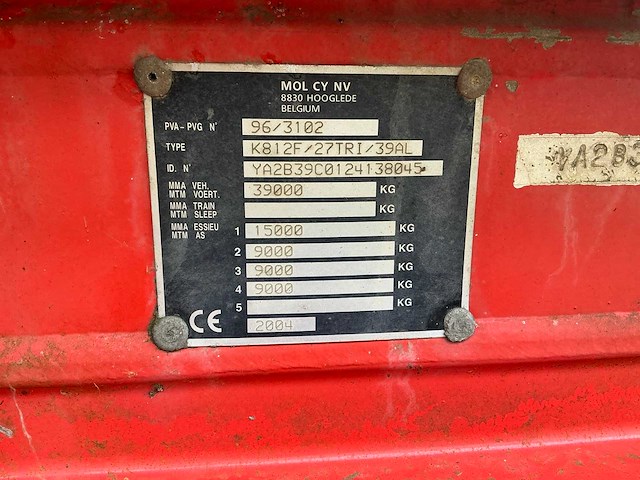 MOL CY NV
8830 HOOGLEDE
BELGIUM
PVA-PVG N° 96/3102
TYPE K812F/27TRI/39AL
ID. N° YA2B39C0124138045
MMA VEH. MTM VOERT. 39000 KG
MMA TRAIN MTM SLEEP KG
MMA ESSIEU MTM AS 1 15000 KG
2 9000 KG
3 9000 KG
4 9000 KG
5 KG
CE 2004
YA2B3